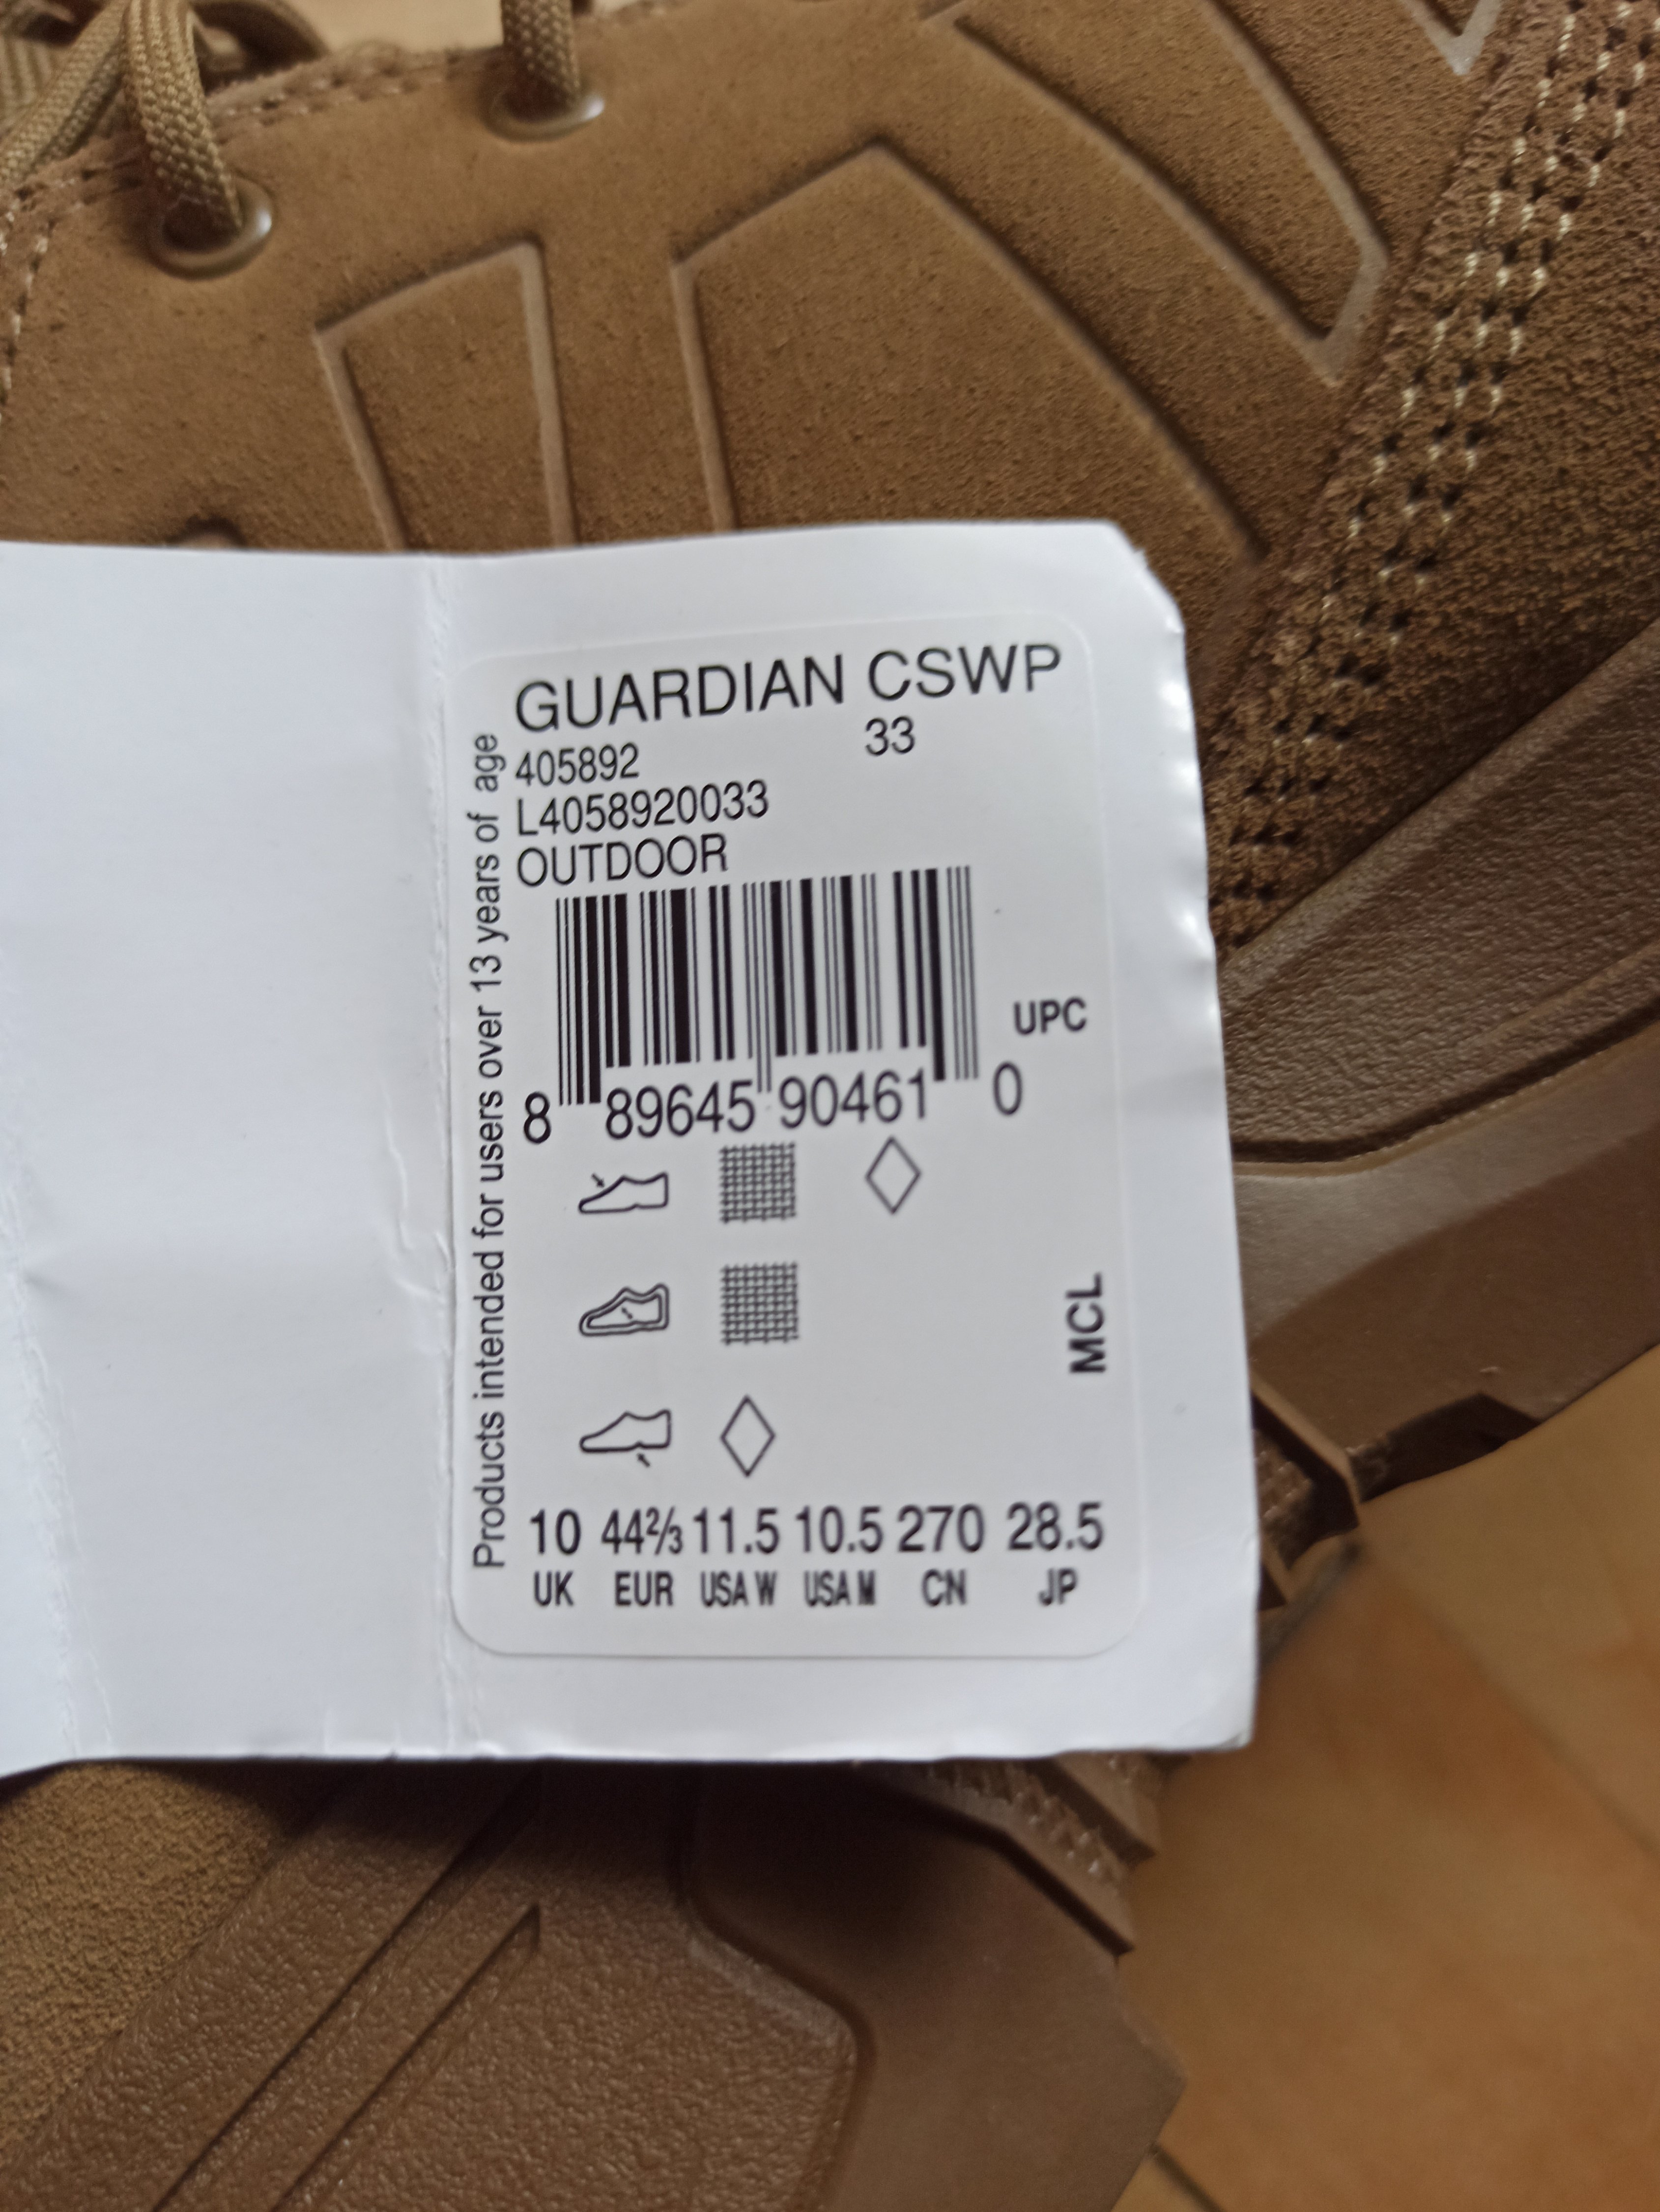 GUARDIAN CSWP
405892 33
L4058920033
OUTDOOR
UPC
8 89645 90461 0
MCL
10 44⅔ 11.5 10.5 270 28.5
UK EUR USA W USA M CN JP
Products intended for users over 13 years of age